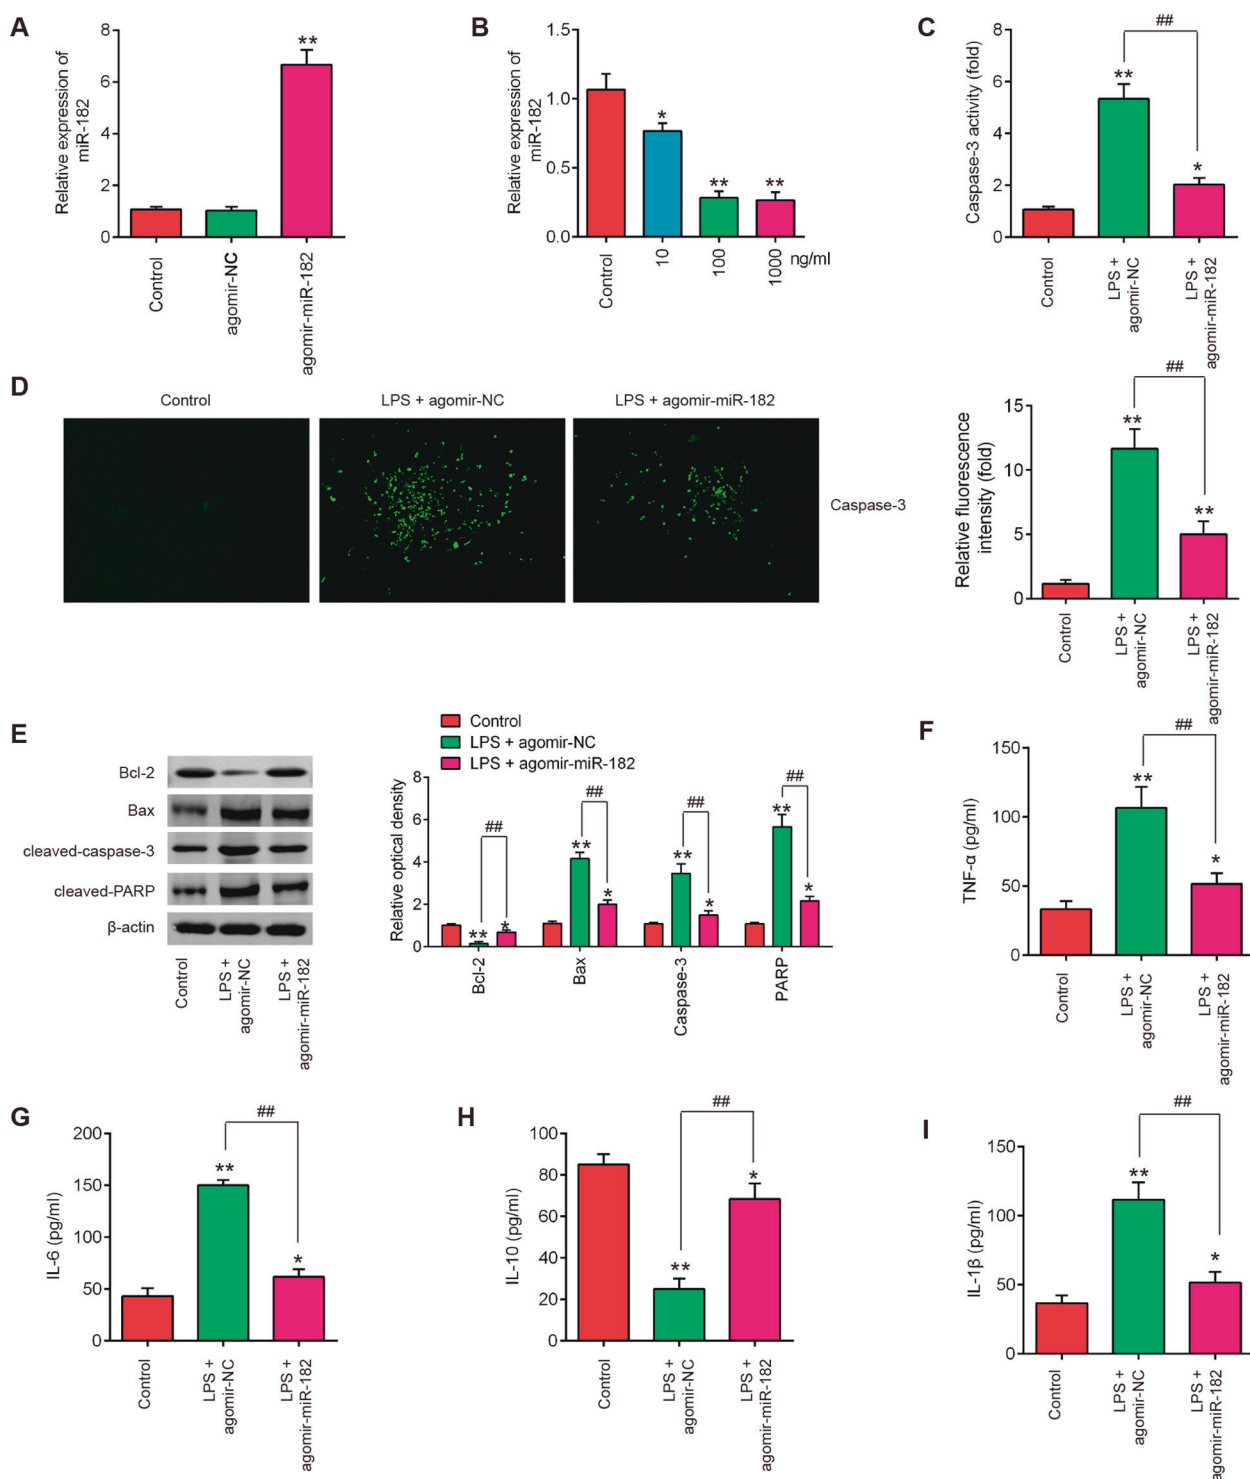 A
Relative expression of
miR-182
8
6
4
2
0
**
Control
agomir-NC
agomir-miR-182
B
Relative expression of
miR-182
1.5
1.0
0.5
0.0
*
**
**
Control
10
100
1000
ng/ml
C
Caspase-3 activity (fold)
8
6
4
2
0
##
**
*
Control
LPS +
agomir-NC
LPS +
agomir-miR-182
D
Control
LPS + agomir-NC
LPS + agomir-miR-182
Caspase-3
Relative fluorescence
intensity (fold)
15
10
5
0
##
**
**
Control
LPS +
agomir-NC
LPS +
agomir-miR-182
E
Bcl-2
Bax
cleaved-caspase-3
cleaved-PARP
β-actin
Control
LPS +
agomir-NC
LPS +
agomir-miR-182
Control
LPS + agomir-NC
LPS + agomir-miR-182
Relative optical density
8
6
4
2
0
##
**
*
##
**
*
##
**
*
##
**
*
Bcl-2
Bax
Caspase-3
PARP
F
TNF-α (pg/ml)
150
100
50
0
##
**
*
Control
LPS +
agomir-NC
LPS +
agomir-miR-182
G
IL-6 (pg/ml)
200
150
100
50
0
##
**
*
Control
LPS +
agomir-NC
LPS +
agomir-miR-182
H
IL-10 (pg/ml)
100
80
60
40
20
0
##
**
*
Control
LPS +
agomir-NC
LPS +
agomir-miR-182
I
IL-1β (pg/ml)
150
100
50
0
##
**
*
Control
LPS +
agomir-NC
LPS +
agomir-miR-182